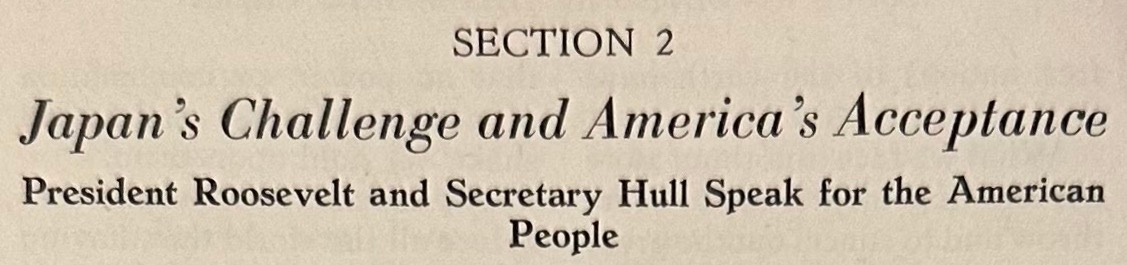 SECTION 2
Japan's Challenge and America's Acceptance
President Roosevelt and Secretary Hull Speak for the American
People